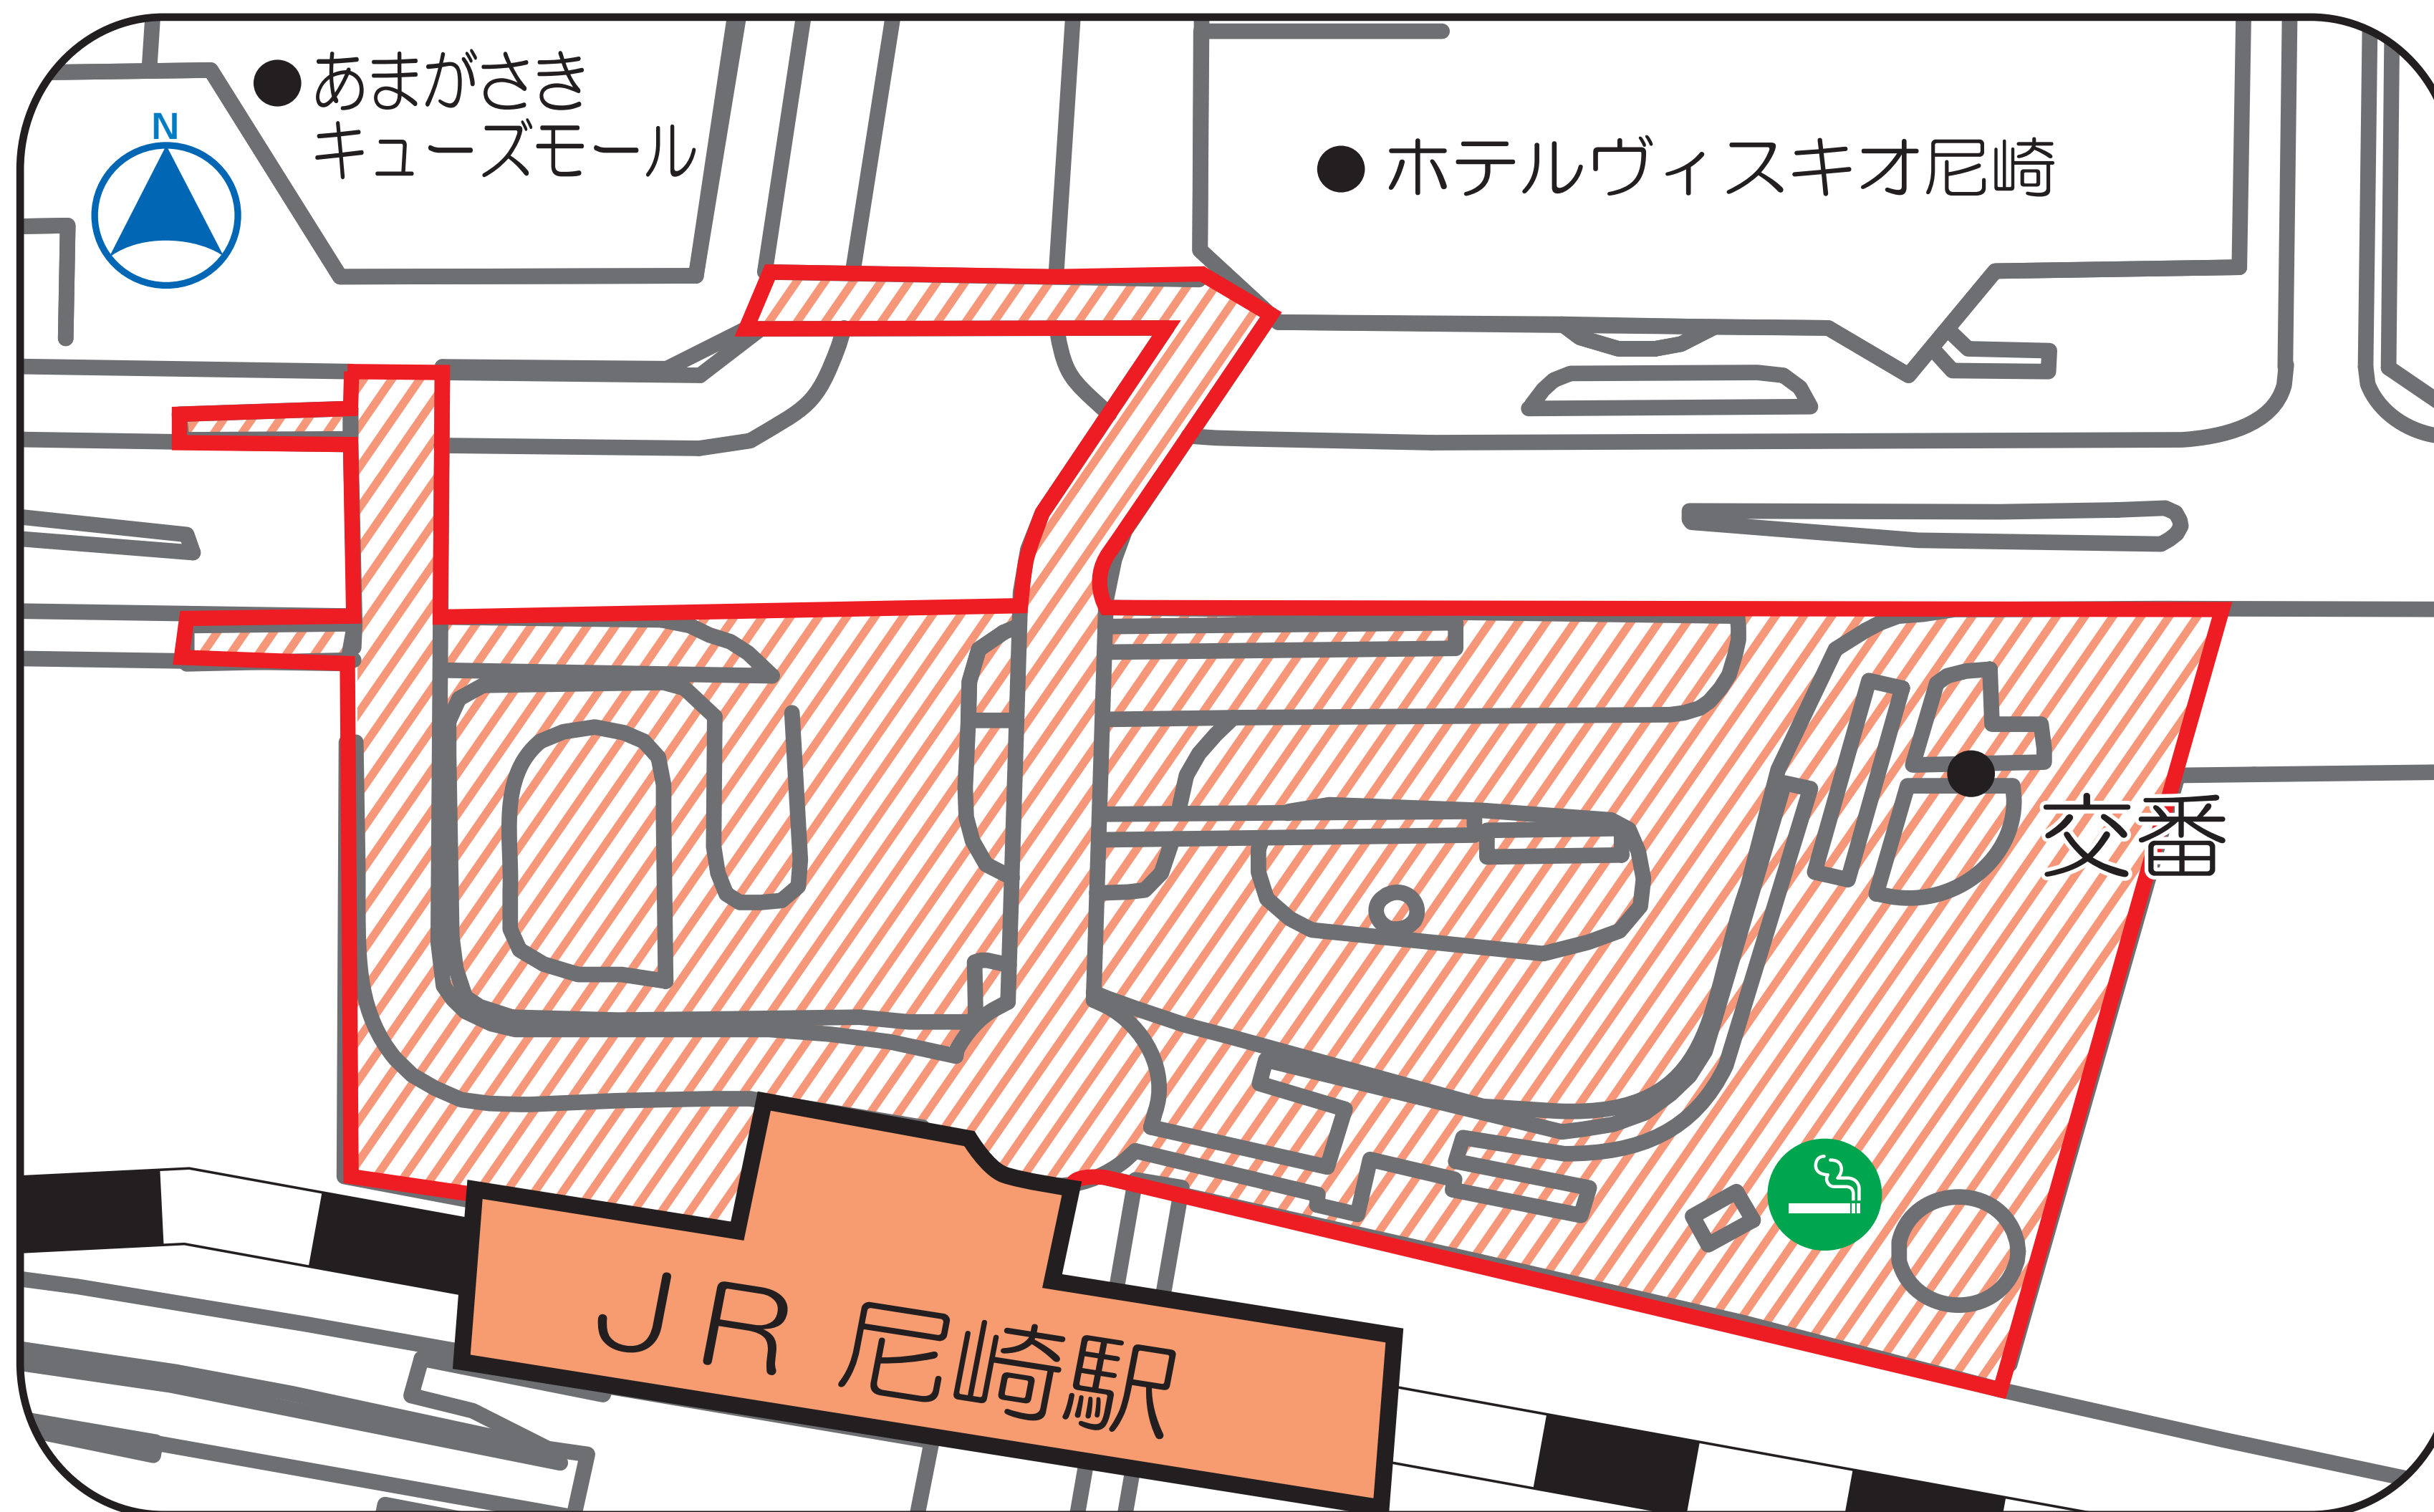 あまがさき
キューズモール
N
ホテルヴィスキオ尼崎
交番
JR 尼崎駅